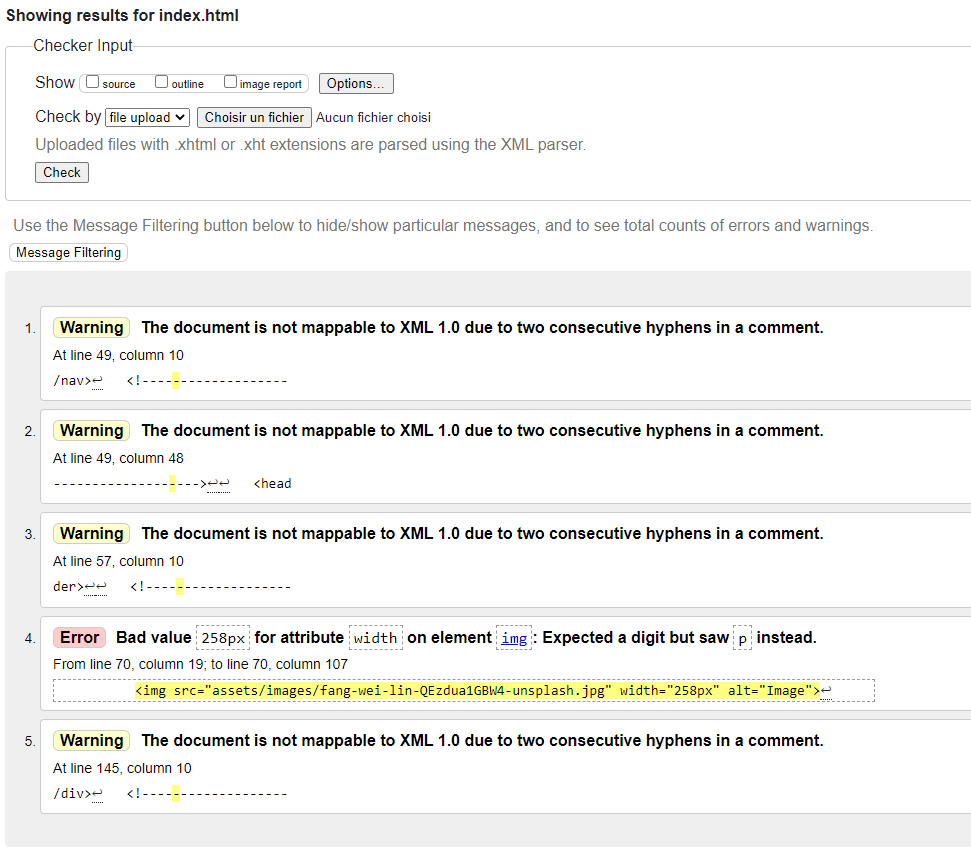 Showing results for index.html
Checker Input
Show source outline image report Options...
Check by file upload Choisir un fichier Aucun fichier choisi
Uploaded files with .xhtml or .xht extensions are parsed using the XML parser.
Check
Use the Message Filtering button below to hide/show particular messages, and to see total counts of errors and warnings.
Message Filtering
1. Warning The document is not mappable to XML 1.0 due to two consecutive hyphens in a comment.
At line 49, column 10
/nav>↩ <!-------------------
2. Warning The document is not mappable to XML 1.0 due to two consecutive hyphens in a comment.
At line 49, column 48
------------------->↩↩ <head
3. Warning The document is not mappable to XML 1.0 due to two consecutive hyphens in a comment.
At line 57, column 10
der>↩↩ <!-------------------
4. Error Bad value 258px for attribute width on element img: Expected a digit but saw p instead.
From line 70, column 19; to line 70, column 107
<img src="assets/images/fang-wei-lin-QEzdua1GBW4-unsplash.jpg" width="258px" alt="Image">↩
5. Warning The document is not mappable to XML 1.0 due to two consecutive hyphens in a comment.
At line 145, column 10
/div>↩ <!-------------------